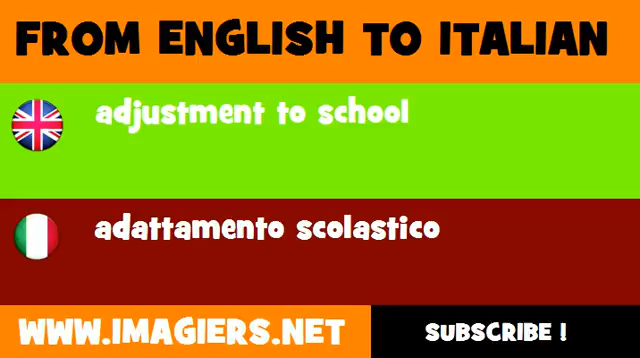 FROM ENGLISH TO ITALIAN
adjustment to school
adattamento scolastico
WWW.IMAGIERS.NET
SUBSCRIBE !